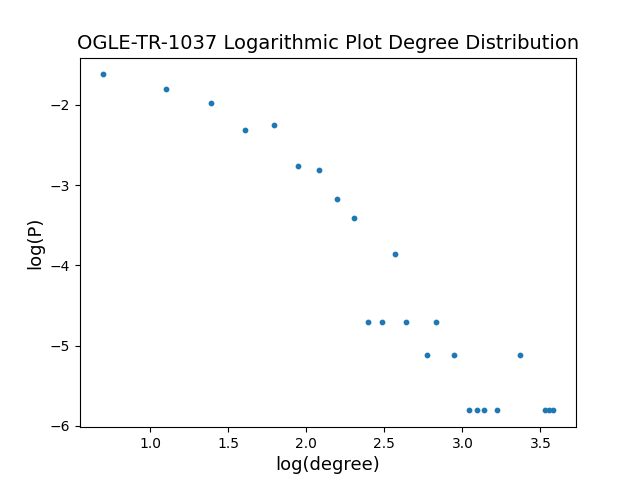 OGLE-TR-1037 Logarithmic Plot Degree Distribution
log(P)
−2
−3
−4
−5
−6
1.0 1.5 2.0 2.5 3.0 3.5
log(degree)